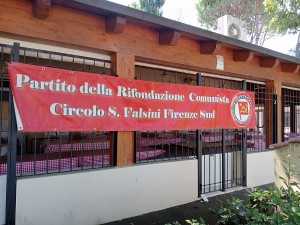 Partito della Rifondazione Comunista
Circolo S. Falsini Firenze Sud